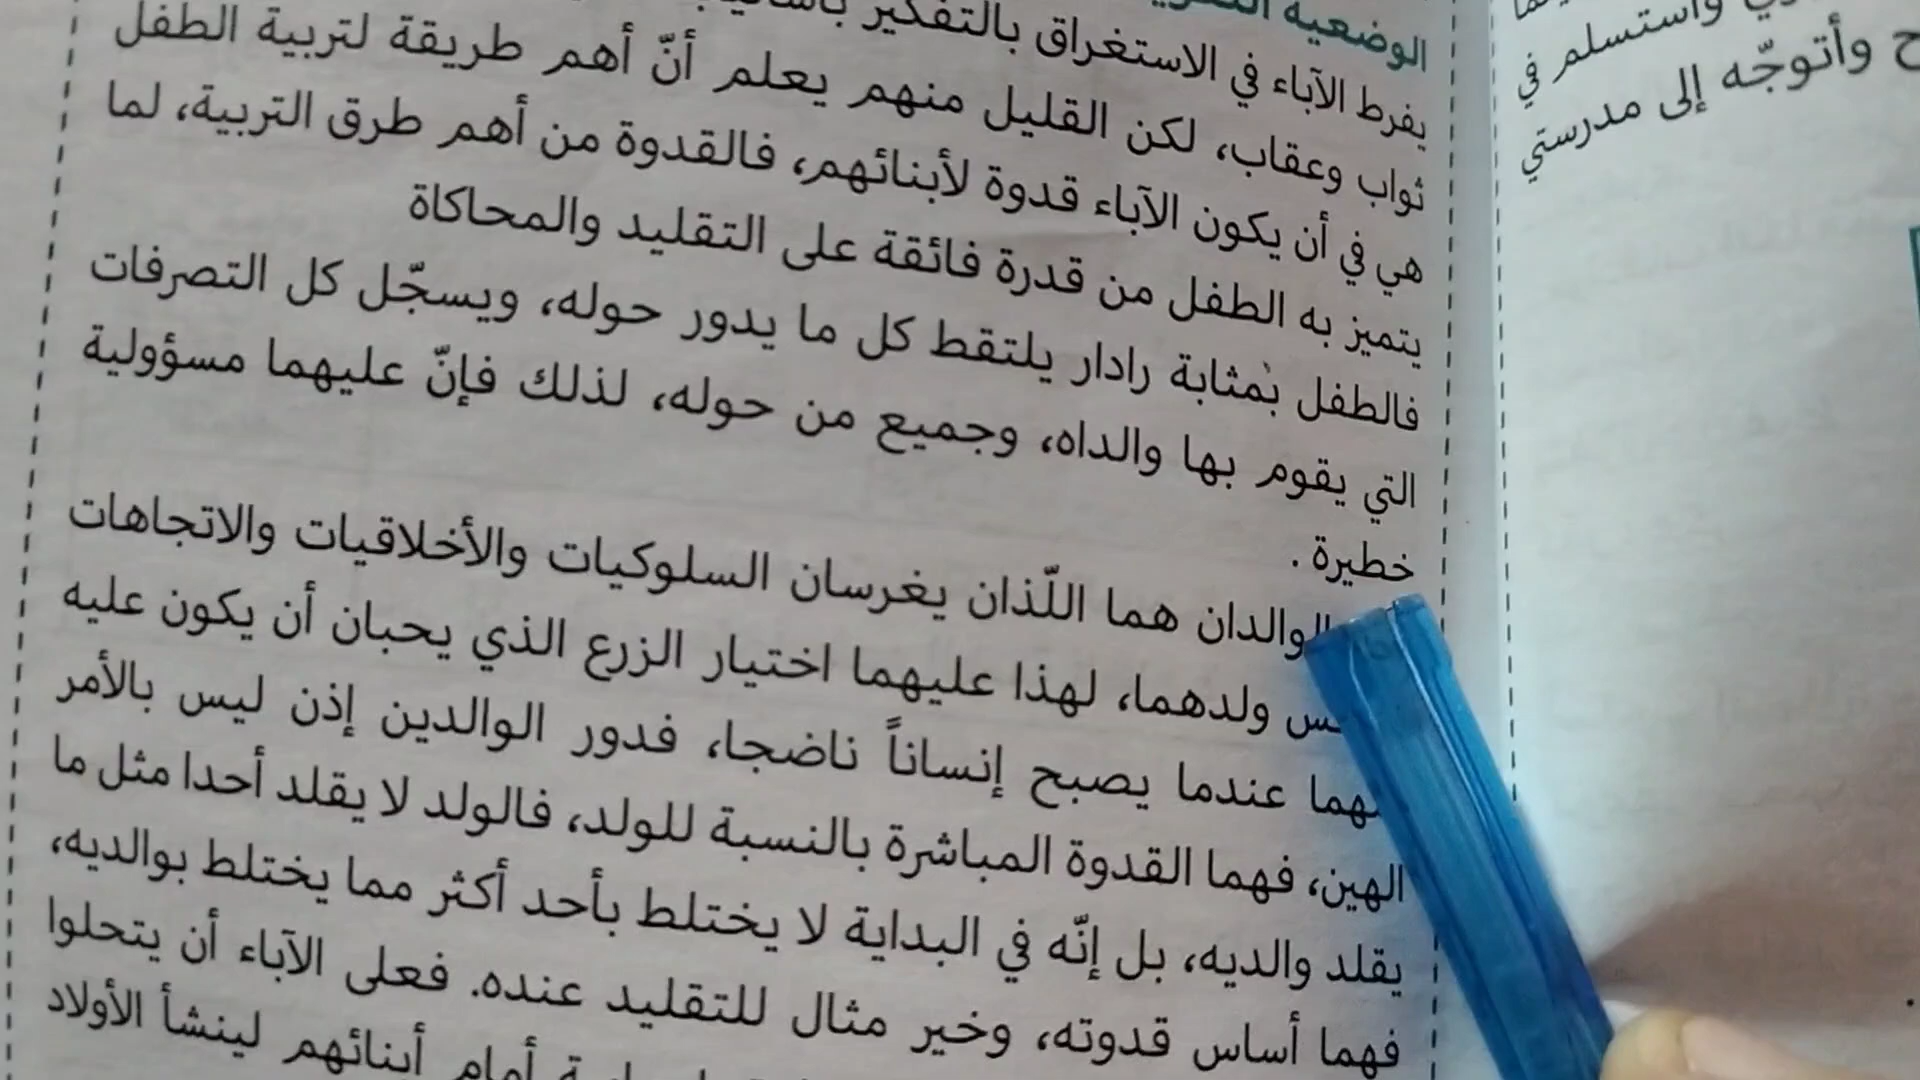 يفرط الآباء في الاستغراق بالتفكير
ثواب وعقاب، لكن القليل منهم يعلم أنّ أهم طريقة لتربية الطفل
هي في أن يكون الآباء قدوة لأبنائهم، فالقدوة من أهم طرق التربية، لما
يتميز به الطفل من قدرة فائقة على التقليد والمحاكاة
فالطفل بمثابة رادار يلتقط كل ما يدور حوله، ويسجّل كل التصرفات
التي يقوم بها والداه، وجميع من حوله، لذلك فإنّ عليهما مسؤولية
خطيرة .
الوالدان هما اللّذان يغرسان السلوكيات والأخلاقيات والاتجاهات
ولدهما، لهذا عليهما اختيار الزرع الذي يحبان أن يكون عليه
عندما يصبح إنساناً ناضجا، فدور الوالدين إذن ليس بالأمر
الهين، فهما القدوة المباشرة بالنسبة للولد، فالولد لا يقلد أحدا مثل ما
يقلد والديه، بل إنّه في البداية لا يختلط بأحد أكثر مما يختلط بوالديه،
فهما أساس قدوته، وخير مثال للتقليد عنده. فعلى الآباء أن يتحلوا
أمام أبنائهم لينشأ الأولاد
واستسلم في
وأتوجّه إلى مدرستي